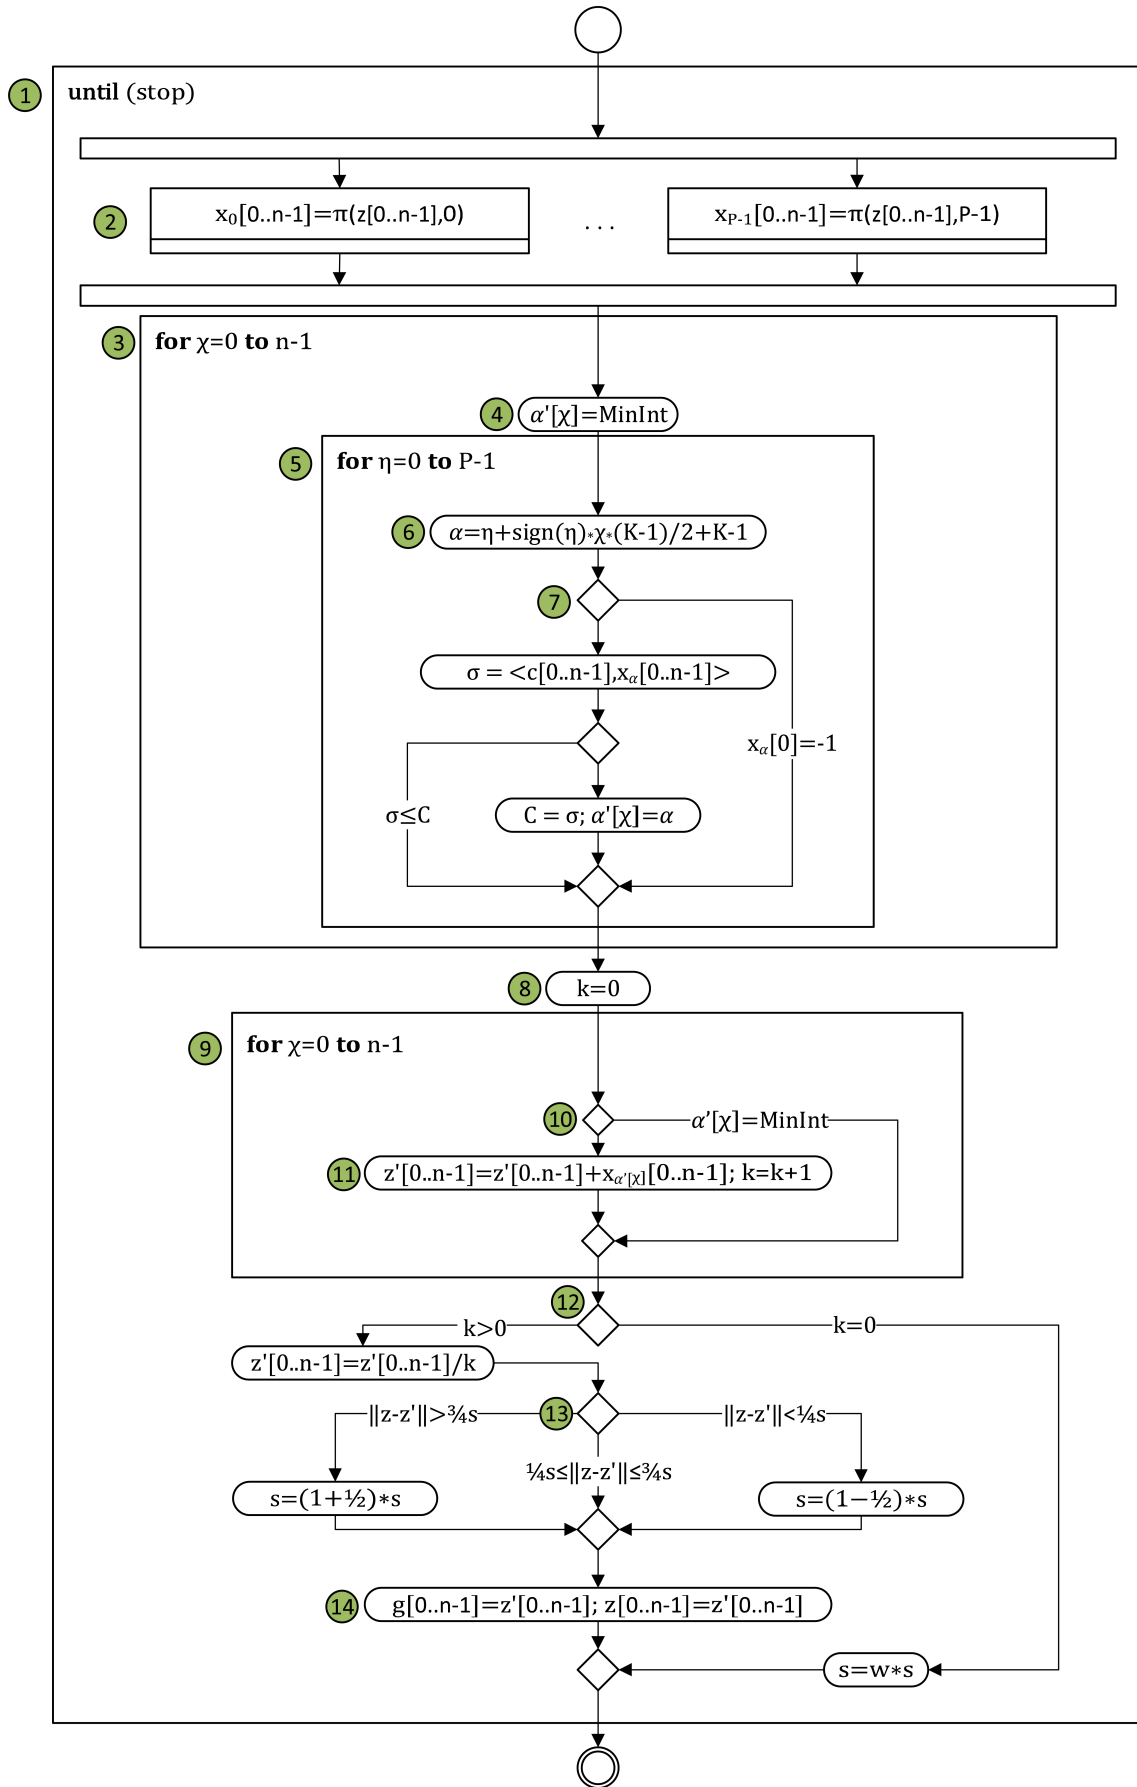 1 until (stop)
2 x₀[0..n-1]=π(z[0..n-1],0) . . . xP-1[0..n-1]=π(z[0..n-1],P-1)
3 for χ=0 to n-1
4 α'[χ]=MinInt
5 for η=0 to P-1
6 α=η+sign(η)*χ*(K-1)/2+K-1
7
σ = <c[0..n-1],xα[0..n-1]>
xα[0]=-1
σ≤C C = σ; α'[χ]=α
8 k=0
9 for χ=0 to n-1
10 α’[χ]=MinInt
11 z'[0..n-1]=z'[0..n-1]+xα'[χ][0..n-1]; k=k+1
12
k>0 k=0
z'[0..n-1]=z'[0..n-1]/k
‖z-z'‖>¾s 13 ‖z-z'‖<¼s
¼s≤‖z-z'‖≤¾s
s=(1+½)*s s=(1−½)*s
14 g[0..n-1]=z'[0..n-1]; z[0..n-1]=z'[0..n-1]
s=w*s